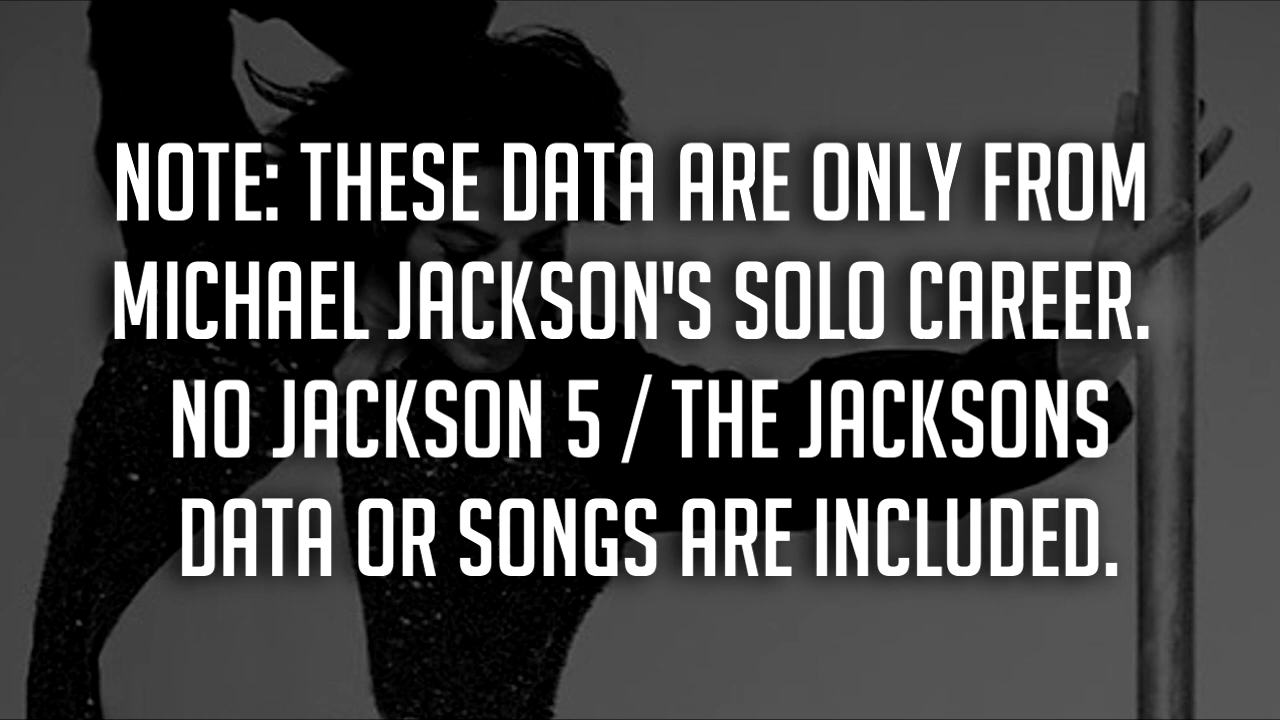 NOTE: THESE DATA ARE ONLY FROM
MICHAEL JACKSON'S SOLO CAREER.
NO JACKSON 5 / THE JACKSONS
DATA OR SONGS ARE INCLUDED.